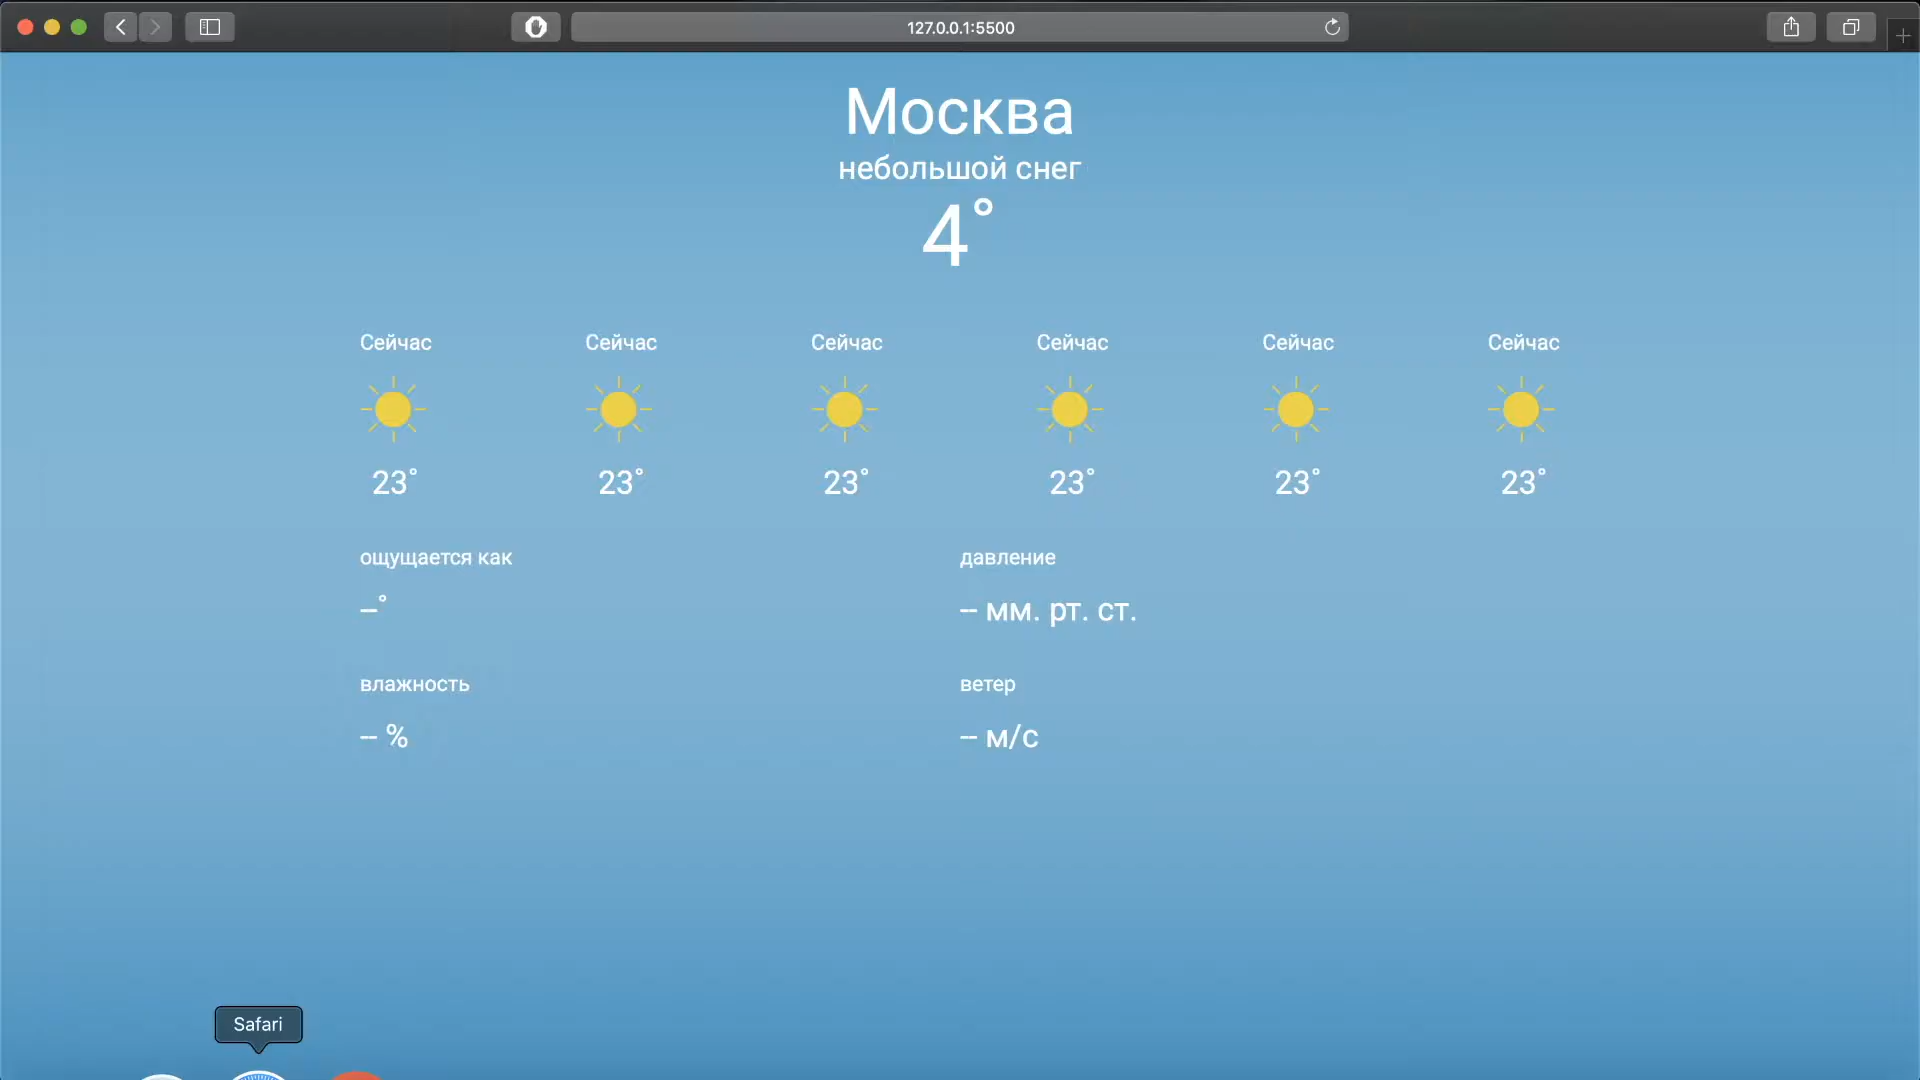 127.0.0.1:5500
Москва
небольшой снег
4°
Сейчас Сейчас Сейчас Сейчас Сейчас Сейчас
23° 23° 23° 23° 23° 23°
ощущается как давление
–° – мм. рт. ст.
влажность ветер
– % – м/с
Safari